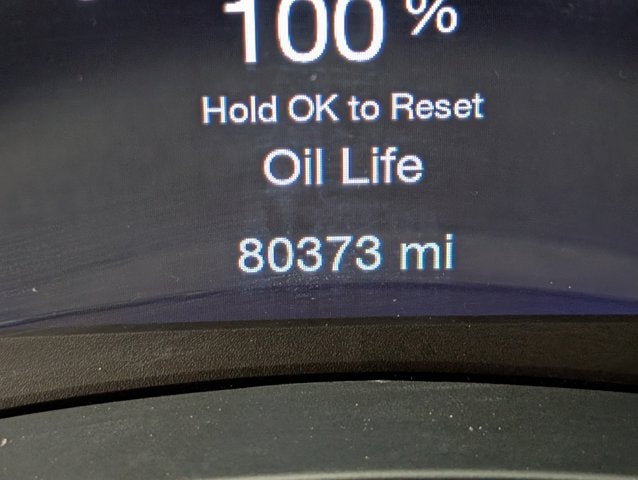 100 %
Hold OK to Reset
Oil Life
80373 mi